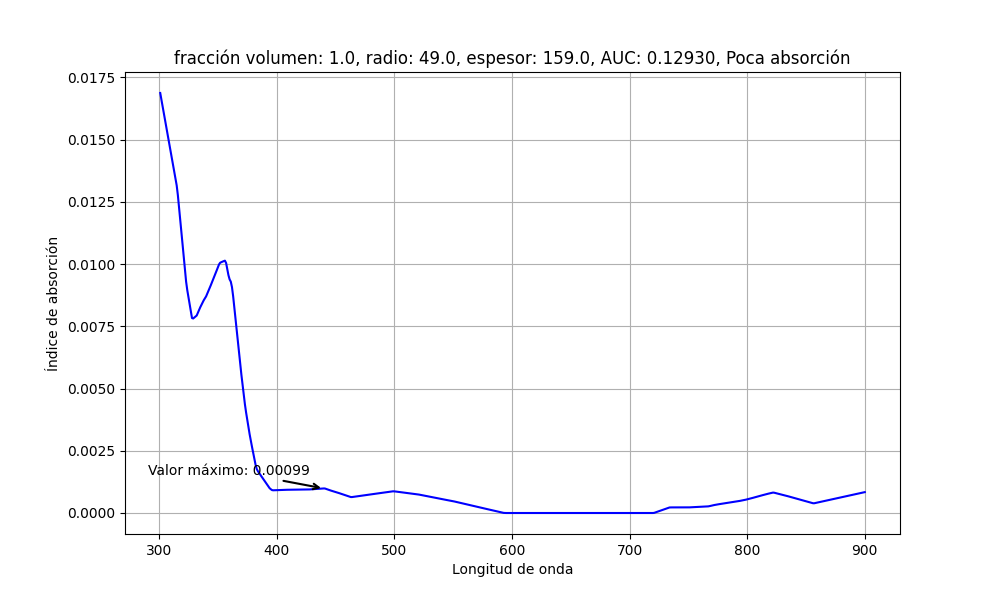 fracción volumen: 1.0, radio: 49.0, espesor: 159.0, AUC: 0.12930, Poca absorción
0.0175
0.0150
0.0125
0.0100
0.0075
0.0050
0.0025
0.0000
Índice de absorción
Valor máximo: 0.00099
300 400 500 600 700 800 900
Longitud de onda